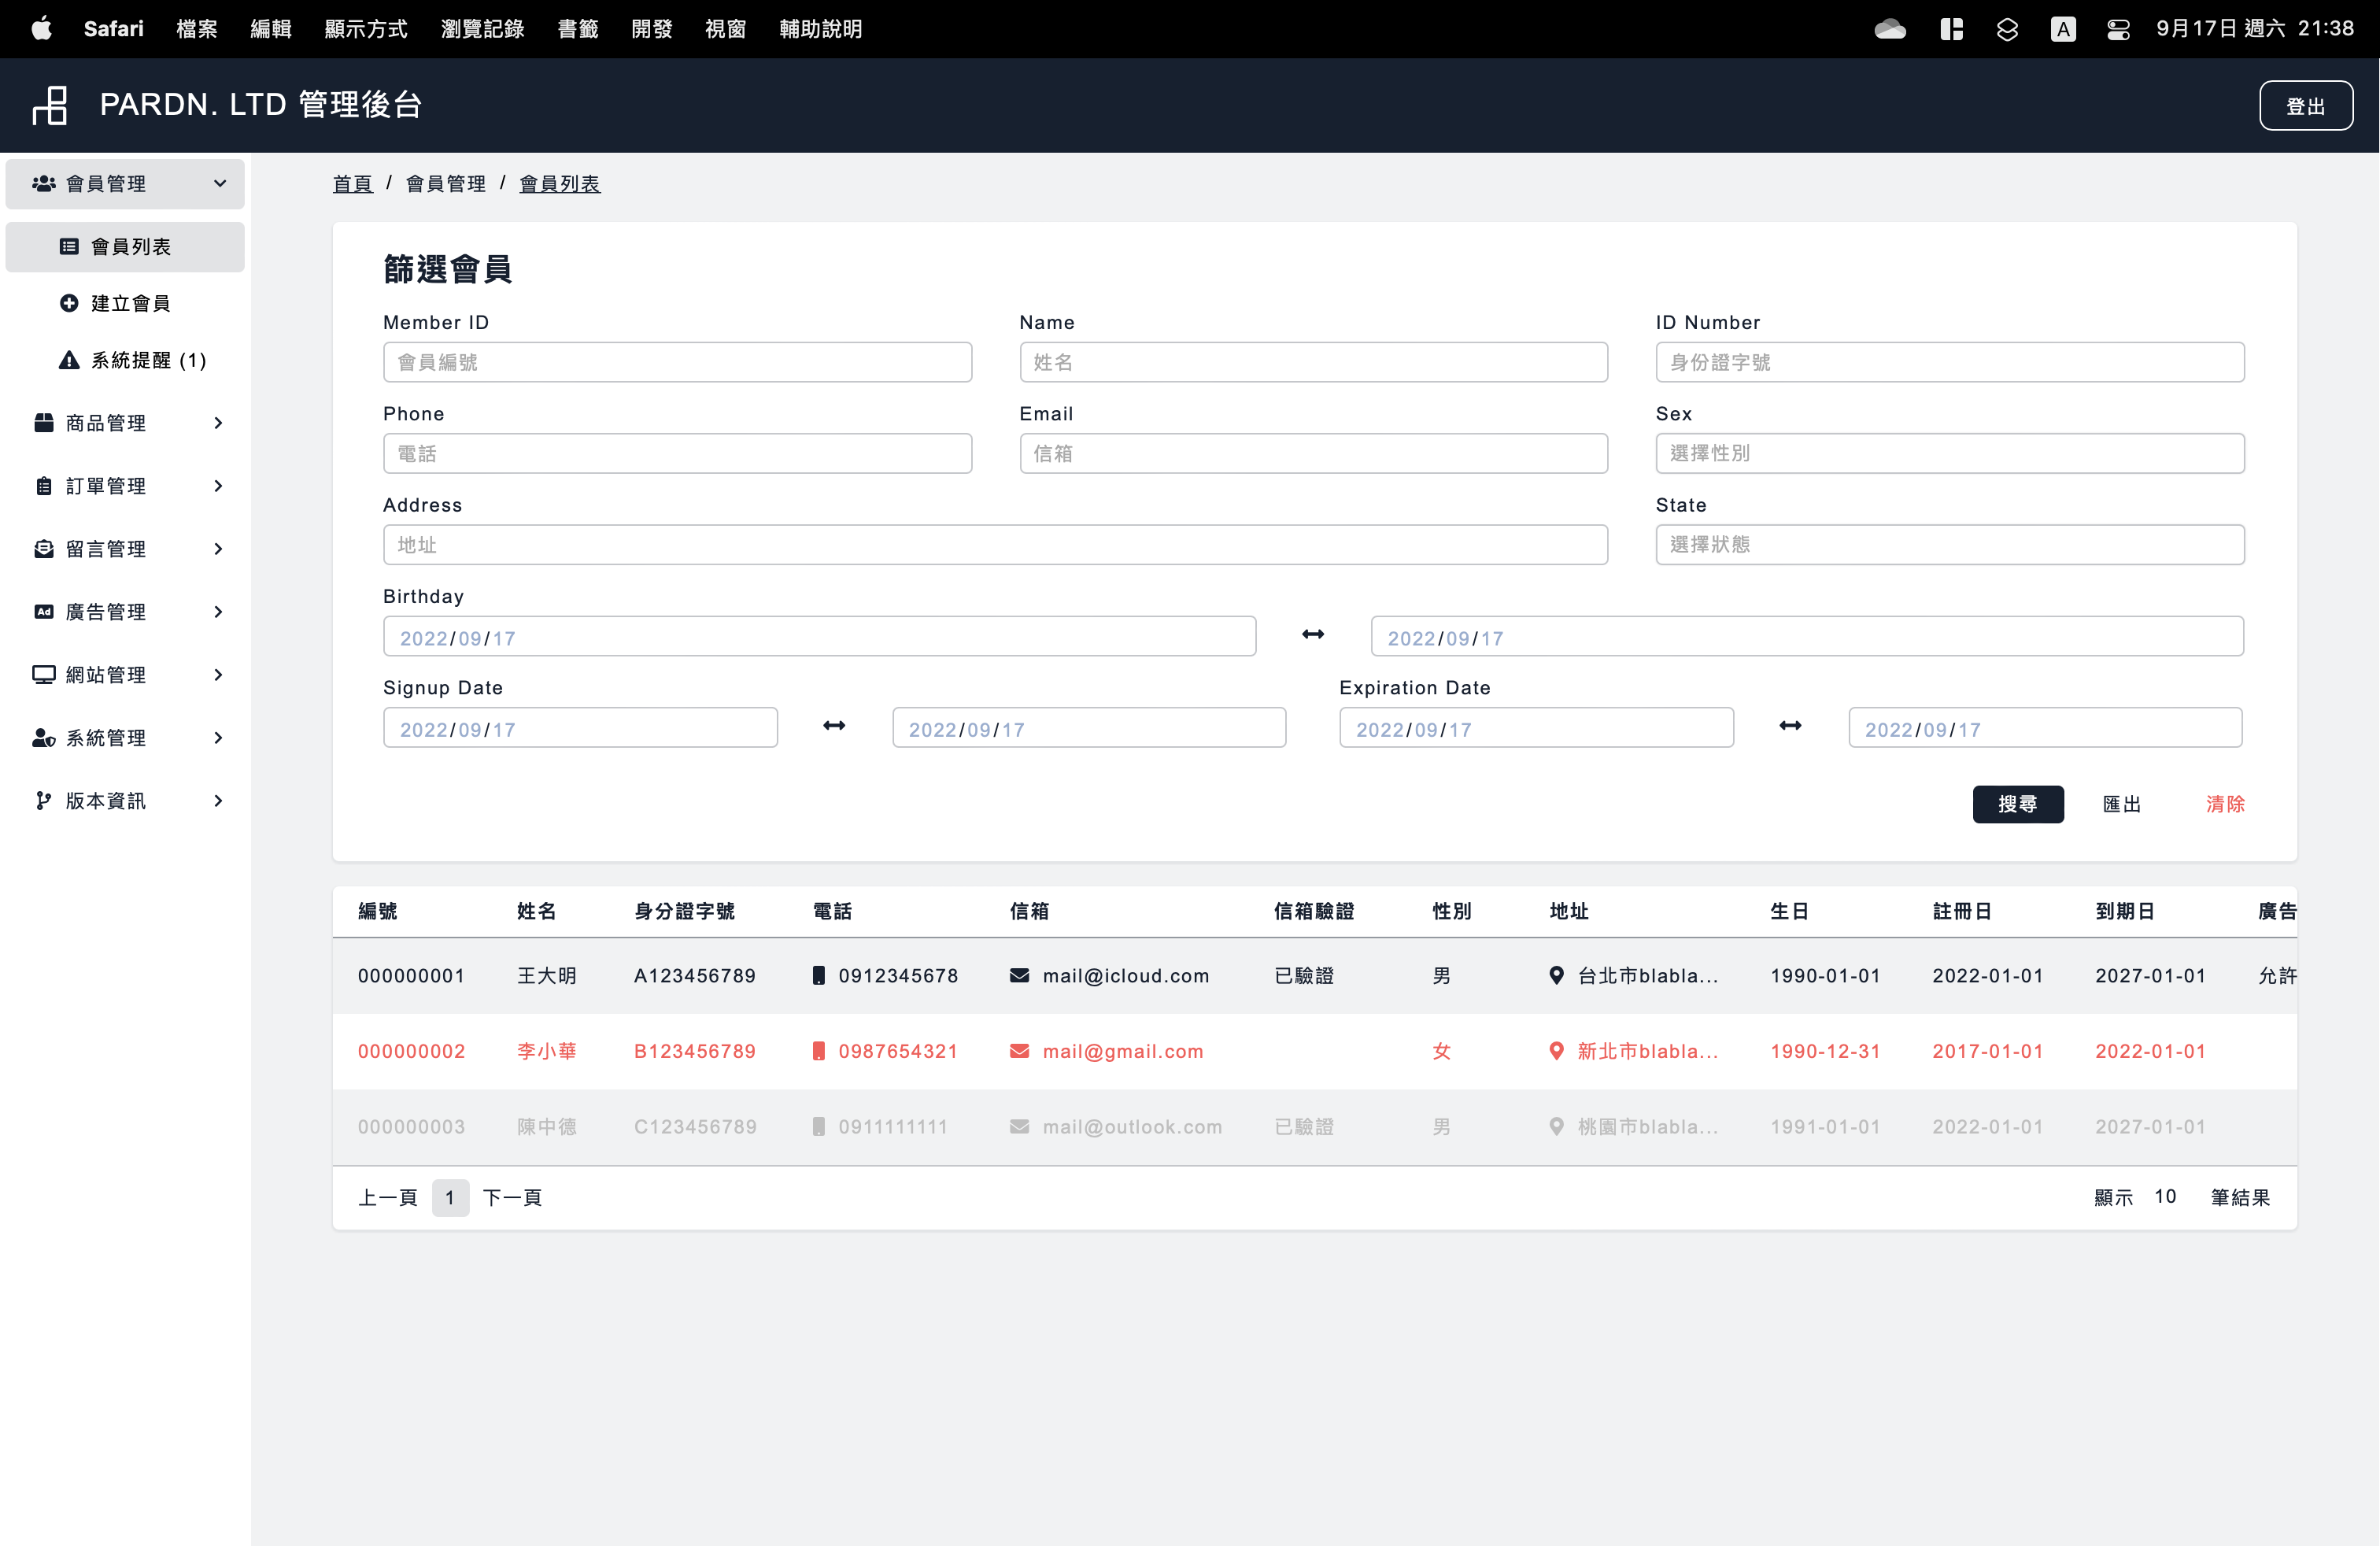 Safari 檔案 編輯 顯示方式 瀏覽記錄 書籤 開發 視窗 輔助說明 A 9月17日 週六 21:38
PARDN. LTD 管理後台 登出
會員管理
會員列表
建立會員
系統提醒 (1)
商品管理
訂單管理
留言管理
Ad 廣告管理
網站管理
系統管理
版本資訊
首頁 / 會員管理 / 會員列表
篩選會員
Member ID Name ID Number
會員編號 姓名 身份證字號
Phone Email Sex
電話 信箱 選擇性別
Address State
地址 選擇狀態
Birthday
2022/09/17 2022/09/17
Signup Date Expiration Date
2022/09/17 2022/09/17 2022/09/17 2022/09/17
搜尋 匯出 清除
編號 姓名 身分證字號 電話 信箱 信箱驗證 性別 地址 生日 註冊日 到期日 廣告
000000001 王大明 A123456789 0912345678 mail@icloud.com 已驗證 男 台北市blabla... 1990-01-01 2022-01-01 2027-01-01 允許
000000002 李小華 B123456789 0987654321 mail@gmail.com 女 新北市blabla... 1990-12-31 2017-01-01 2022-01-01
000000003 陳中德 C123456789 0911111111 mail@outlook.com 已驗證 男 桃園市blabla... 1991-01-01 2022-01-01 2027-01-01
上一頁 1 下一頁 顯示 10 筆結果